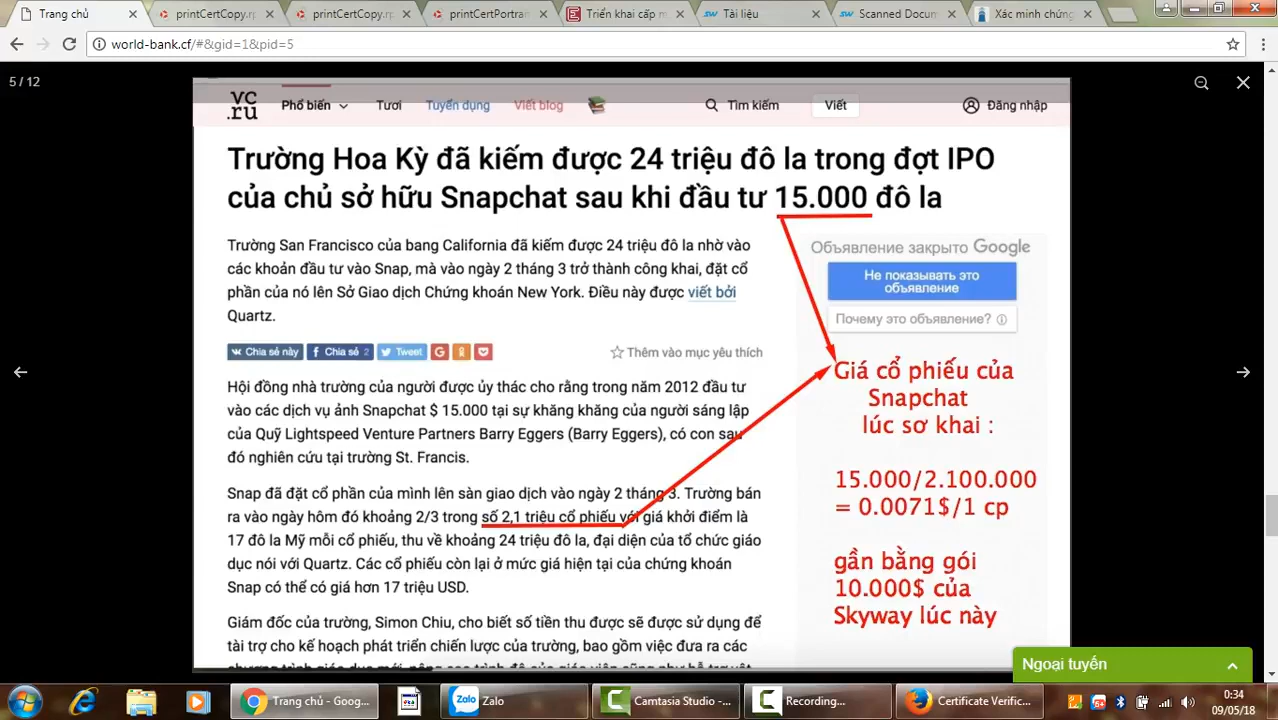 Trang chủ
printCertCopy.r
printCertCopy.rp
printCertPortran
Triển khai cấp m
Tài liệu
Scanned Docum
Xác minh chứng
world-bank.cf/#&gid=1&pid=5
5 / 12
vc.ru
Phổ biến
Tươi
Tuyển dụng
Viết blog
Tìm kiếm
Viết
Đăng nhập
Trường Hoa Kỳ đã kiếm được 24 triệu đô la trong đợt IPO
của chủ sở hữu Snapchat sau khi đầu tư 15.000 đô la
Trường San Francisco của bang California đã kiếm được 24 triệu đô la nhờ vào
các khoản đầu tư vào Snap, mà vào ngày 2 tháng 3 trở thành công khai, đặt cổ
phần của nó lên Sở Giao dịch Chứng khoán New York. Điều này được viết bởi
Quartz.
Chia sẻ này
Chia sẻ 2
Tweet
Thêm vào mục yêu thích
Hội đồng nhà trường của người được ủy thác cho rằng trong năm 2012 đầu tư
vào các dịch vụ ảnh Snapchat $ 15.000 tại sự khăng khăng của người sáng lập
của Quỹ Lightspeed Venture Partners Barry Eggers (Barry Eggers), có con sau
đó nghiên cứu tại trường St. Francis.
Snap đã đặt cổ phần của mình lên sàn giao dịch vào ngày 2 tháng 3. Trường bán
ra vào ngày hôm đó khoảng 2/3 trong số 2,1 triệu cổ phiếu với giá khởi điểm là
17 đô la Mỹ mỗi cổ phiếu, thu về khoảng 24 triệu đô la, đại diện của tổ chức giáo
dục nói với Quartz. Các cổ phiếu còn lại ở mức giá hiện tại của chứng khoán
Snap có thể có giá hơn 17 triệu USD.
Giám đốc của trường, Simon Chiu, cho biết số tiền thu được sẽ được sử dụng để
tài trợ cho kế hoạch phát triển chiến lược của trường, bao gồm việc đưa ra các
Объявление закрыто Google
Не показывать это
объявление
Почему это объявление?
Giá cổ phiếu của
Snapchat
lúc sơ khai :
15.000/2.100.000
= 0.0071$/1 cp
gần bằng gói
10.000$ của
Skyway lúc này
Ngoại tuyến
Trang chủ - Goog...
Zalo
Zalo
Camtasia Studio -...
Recording...
Certificate Verific...
0:34
09/05/18